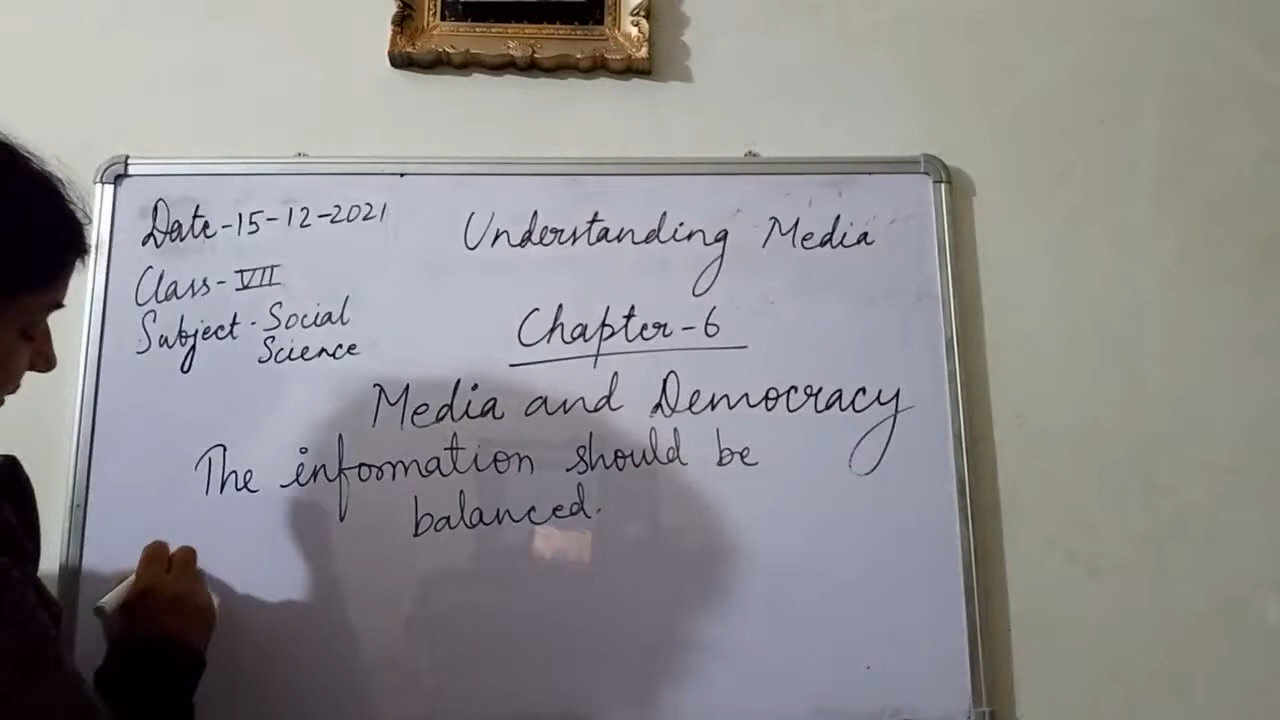 Date-15-12-2021
Class-VII
Subject-Social
Science
Understanding Media
Chapter-6
Media and Democracy
The information should be
balanced.